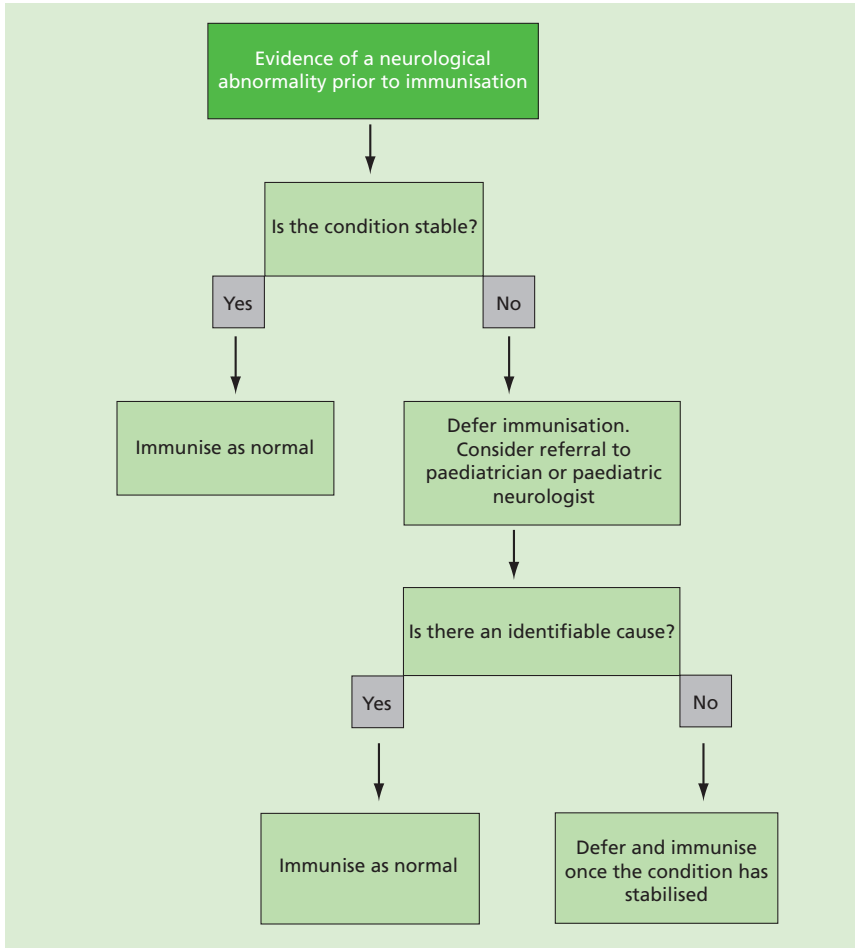 Evidence of a neurological
abnormality prior to immunisation
Is the condition stable?
Yes
No
Immunise as normal
Defer immunisation.
Consider referral to
paediatrician or paediatric
neurologist
Is there an identifiable cause?
Yes
No
Immunise as normal
Defer and immunise
once the condition has
stabilised